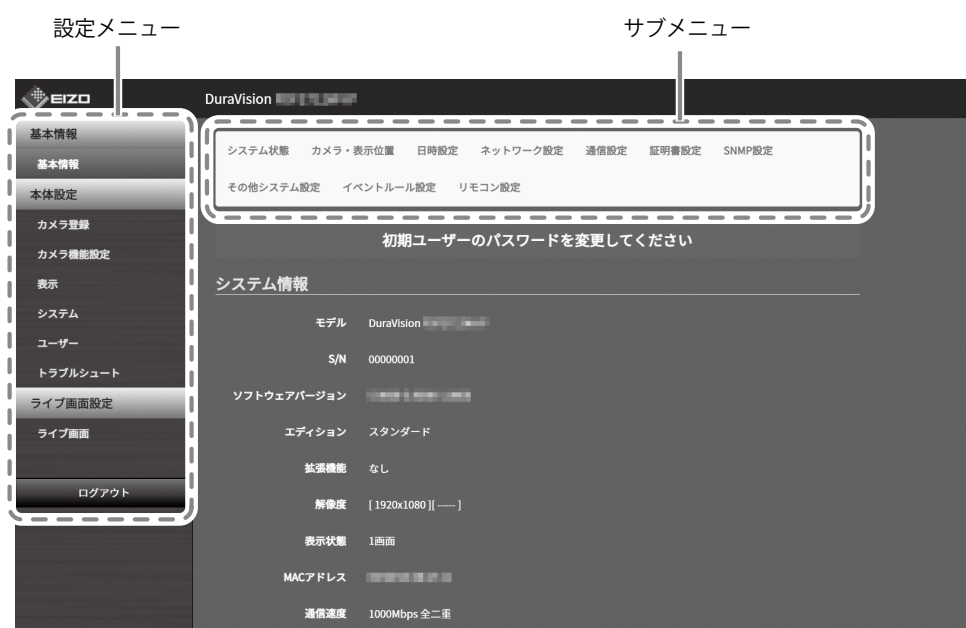 設定メニュー
サブメニュー
EIZO
DuraVision
基本情報
基本情報
本体設定
カメラ登録
カメラ機能設定
表示
システム
ユーザー
トラブルシュート
ライブ画面設定
ライブ画面
ログアウト
システム状態 カメラ・表示位置 日時設定 ネットワーク設定 通信設定 証明書設定 SNMP設定
その他システム設定 イベントルール設定 リモコン設定
初期ユーザーのパスワードを変更してください
システム情報
モデル DuraVision
S/N 00000001
ソフトウェアバージョン
エディション スタンダード
拡張機能 なし
解像度 [ 1920x1080 ][ ----- ]
表示状態 1画面
MACアドレス
通信速度 1000Mbps 全二重